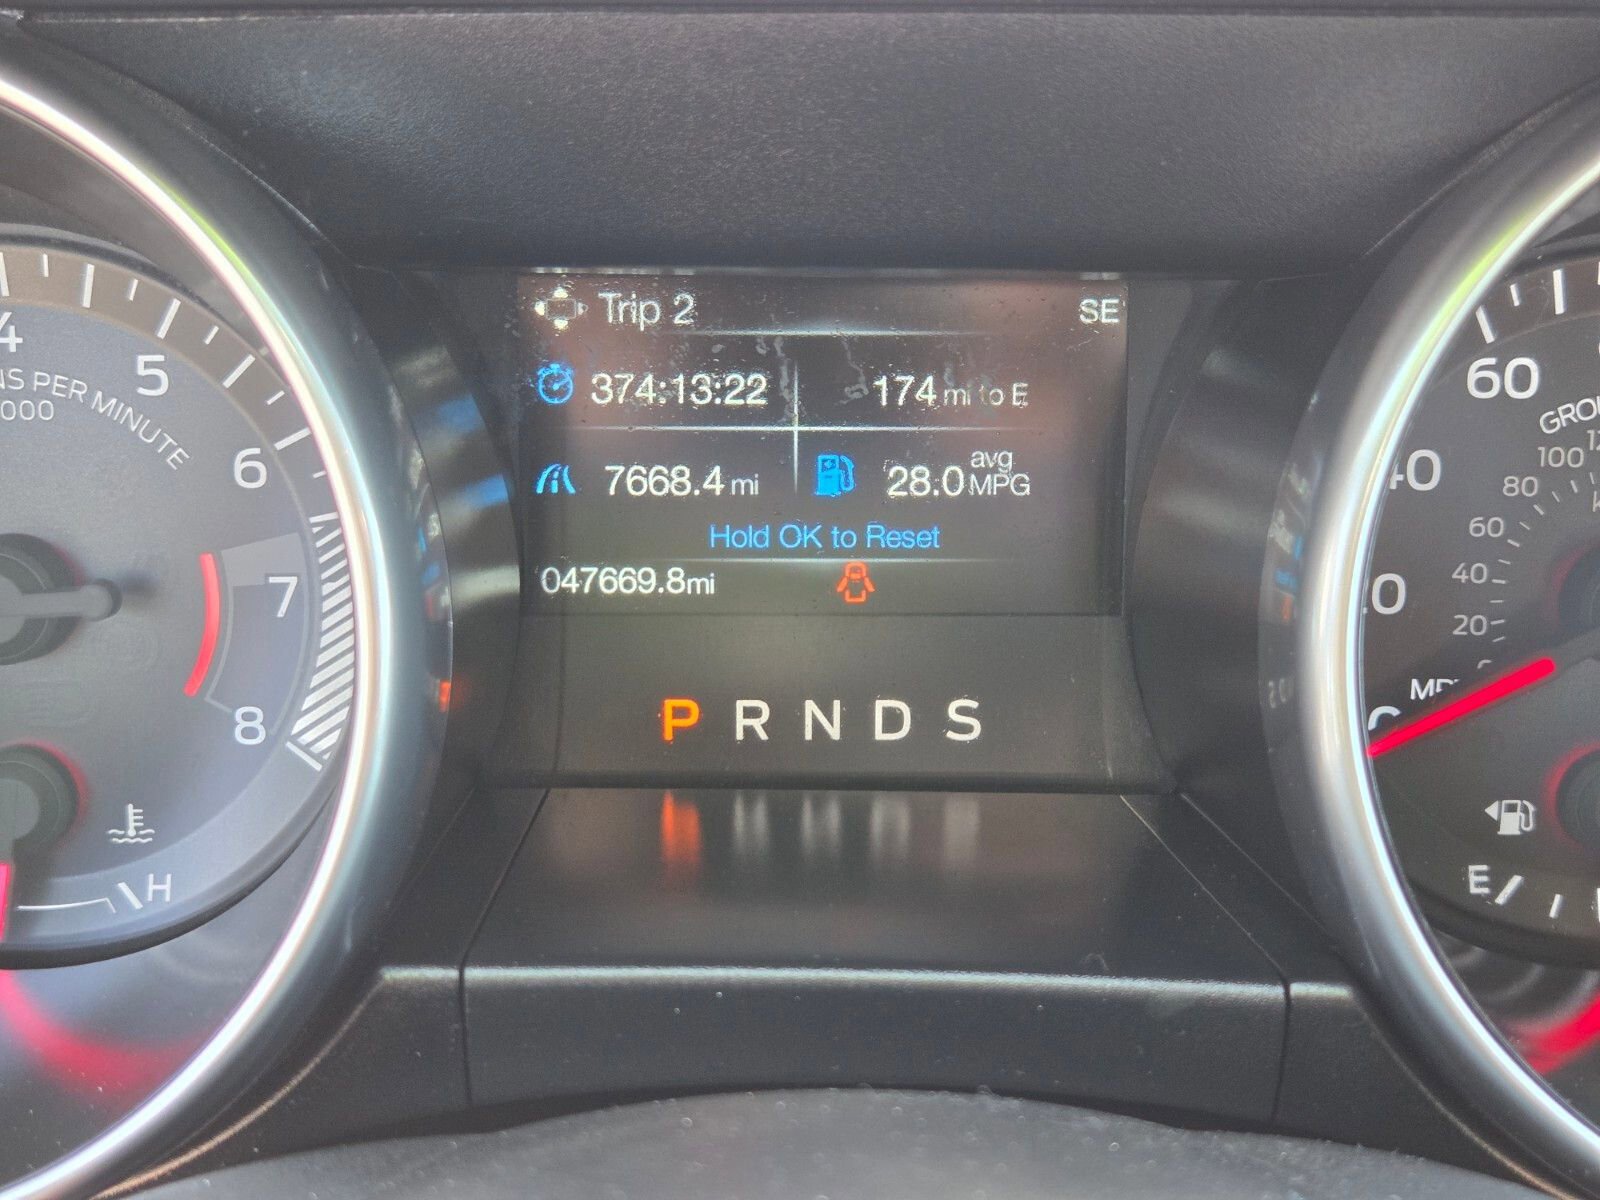 Trip 2
SE
374:13:22
174 mi to E
7668.4 mi
28.0 avg MPG
Hold OK to Reset
047669.8mi
P R N D S
4
5
6
7
8
NS PER MINUTE
000
H
60
40
100
80
60
40
20
E